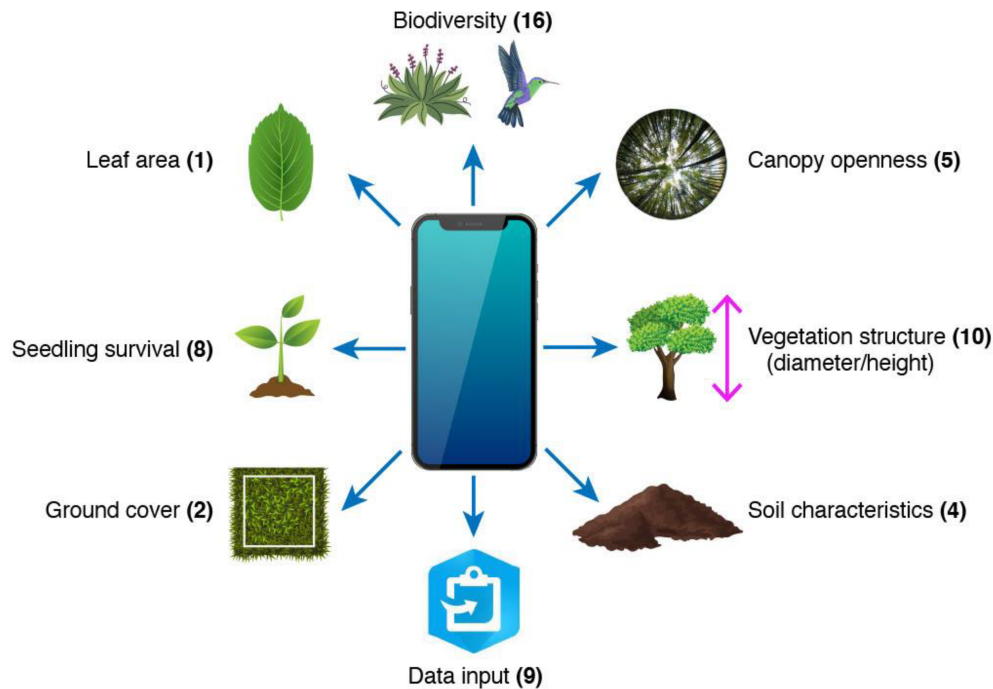 Biodiversity (16)
Leaf area (1)
Canopy openness (5)
Seedling survival (8)
Vegetation structure (10)
(diameter/height)
Ground cover (2)
Soil characteristics (4)
Data input (9)